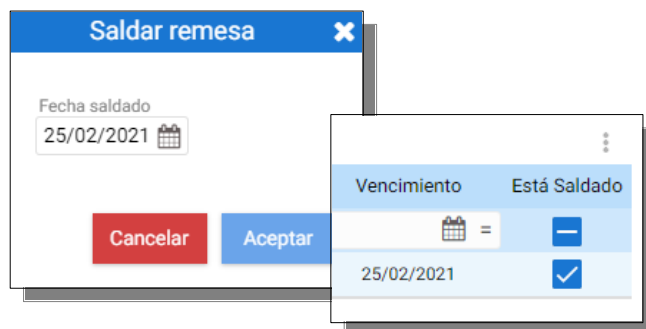 Saldar remesa
Fecha saldado
25/02/2021
Cancelar Aceptar
Vencimiento Está Saldado
=
25/02/2021